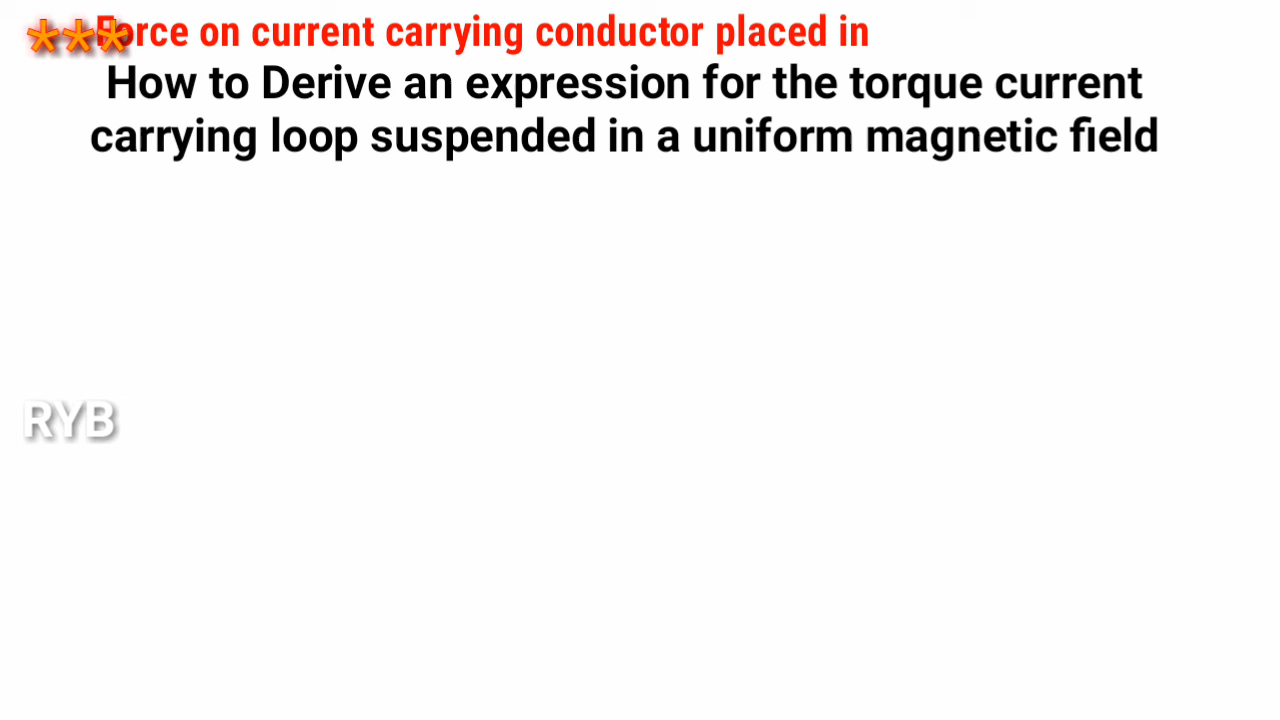 ***Force on current carrying conductor placed in
How to Derive an expression for the torque current
carrying loop suspended in a uniform magnetic field
RYB